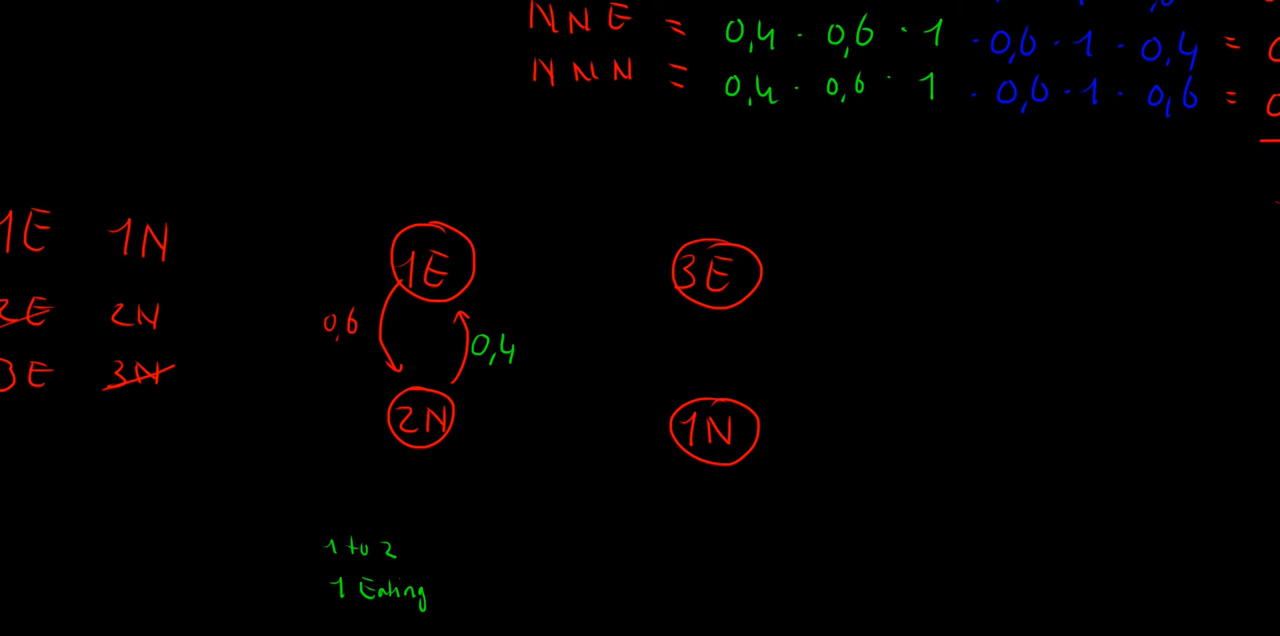 NNE = 0,4 · 0,6 · 1 · 0,6 · 1 · 0,4 =
NNN = 0,4 · 0,6 · 1 · 0,6 · 1 · 0,6 =
1E 1N
2E 2N
3E 3N
1E
3E
0,6
0,4
2N
1N
1 to 2
1 Eating